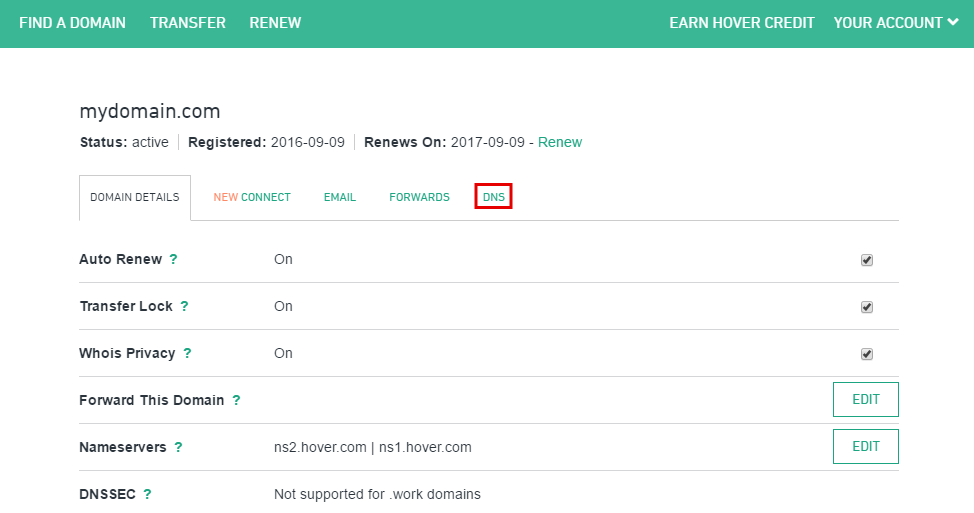 FIND A DOMAIN TRANSFER RENEW EARN HOVER CREDIT YOUR ACCOUNT
mydomain.com
Status: active Registered: 2016-09-09 Renews On: 2017-09-09 - Renew
DOMAIN DETAILS NEW CONNECT EMAIL FORWARDS DNS
Auto Renew ? On
Transfer Lock ? On
Whois Privacy ? On
Forward This Domain ? EDIT
Nameservers ? ns2.hover.com | ns1.hover.com EDIT
DNSSEC ? Not supported for .work domains